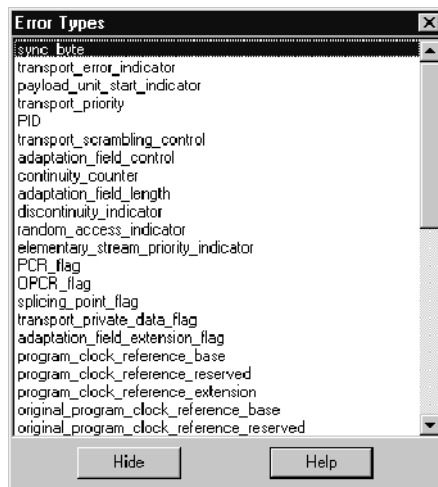 Error Types
sync_byte
transport_error_indicator
payload_unit_start_indicator
transport_priority
PID
transport_scrambling_control
adaptation_field_control
continuity_counter
adaptation_field_length
discontinuity_indicator
random_access_indicator
elementary_stream_priority_indicator
PCR_flag
OPCR_flag
splicing_point_flag
transport_private_data_flag
adaptation_field_extension_flag
program_clock_reference_base
program_clock_reference_reserved
program_clock_reference_extension
original_program_clock_reference_base
original_program_clock_reference_reserved
Hide Help